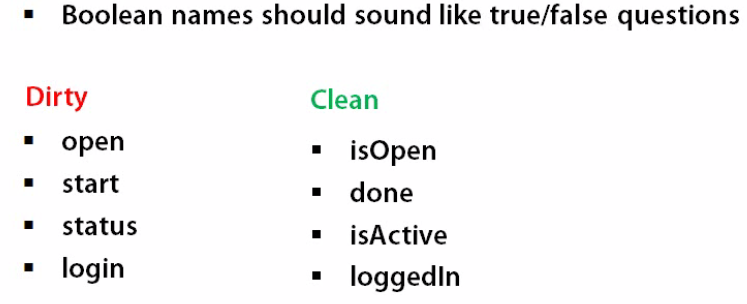 ▪ Boolean names should sound like true/false questions
Dirty
▪ open
▪ start
▪ status
▪ login
Clean
▪ isOpen
▪ done
▪ isActive
▪ loggedIn